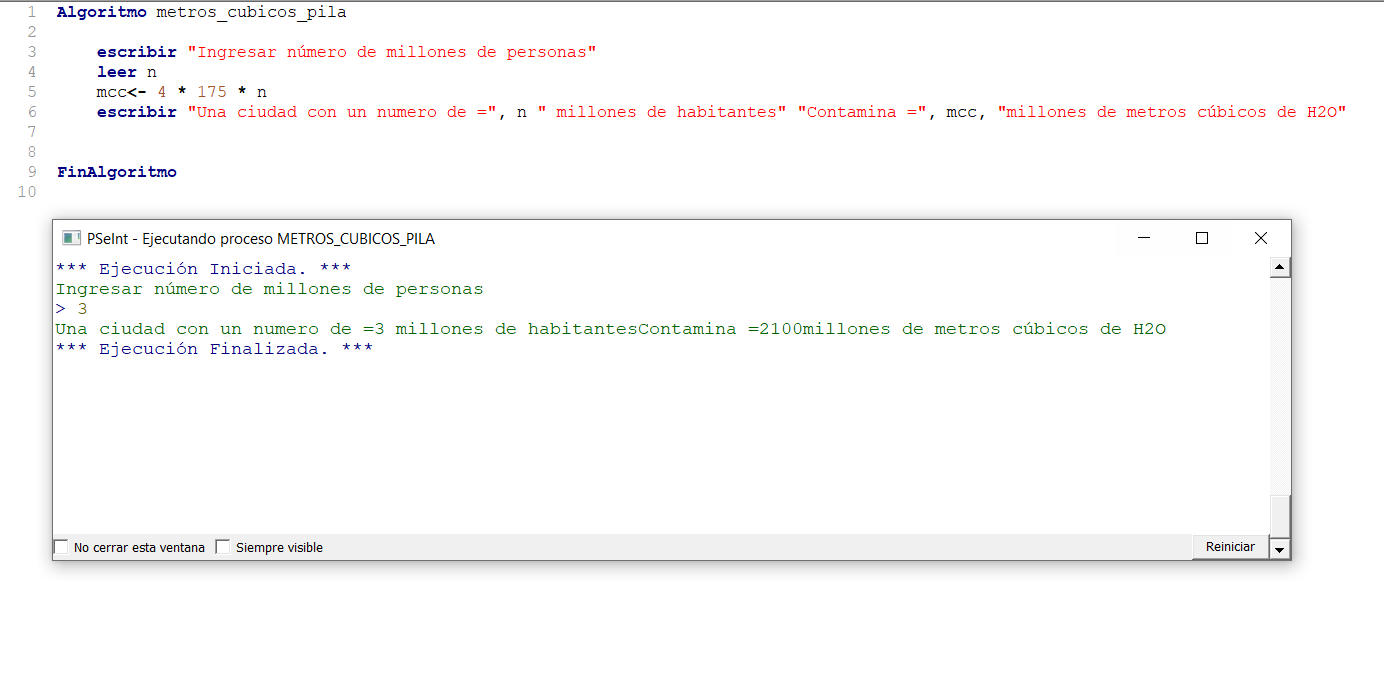 1 Algoritmo metros_cubicos_pila
2
3 escribir "Ingresar número de millones de personas"
4 leer n
5 mcc<- 4 * 175 * n
6 escribir "Una ciudad con un numero de =", n " millones de habitantes" "Contamina =", mcc, "millones de metros cúbicos de H2O"
7
8
9 FinAlgoritmo
10
PSeInt - Ejecutando proceso METROS_CUBICOS_PILA
*** Ejecución Iniciada. ***
Ingresar número de millones de personas
> 3
Una ciudad con un numero de =3 millones de habitantesContamina =2100millones de metros cúbicos de H2O
*** Ejecución Finalizada. ***
No cerrar esta ventana Siempre visible Reiniciar